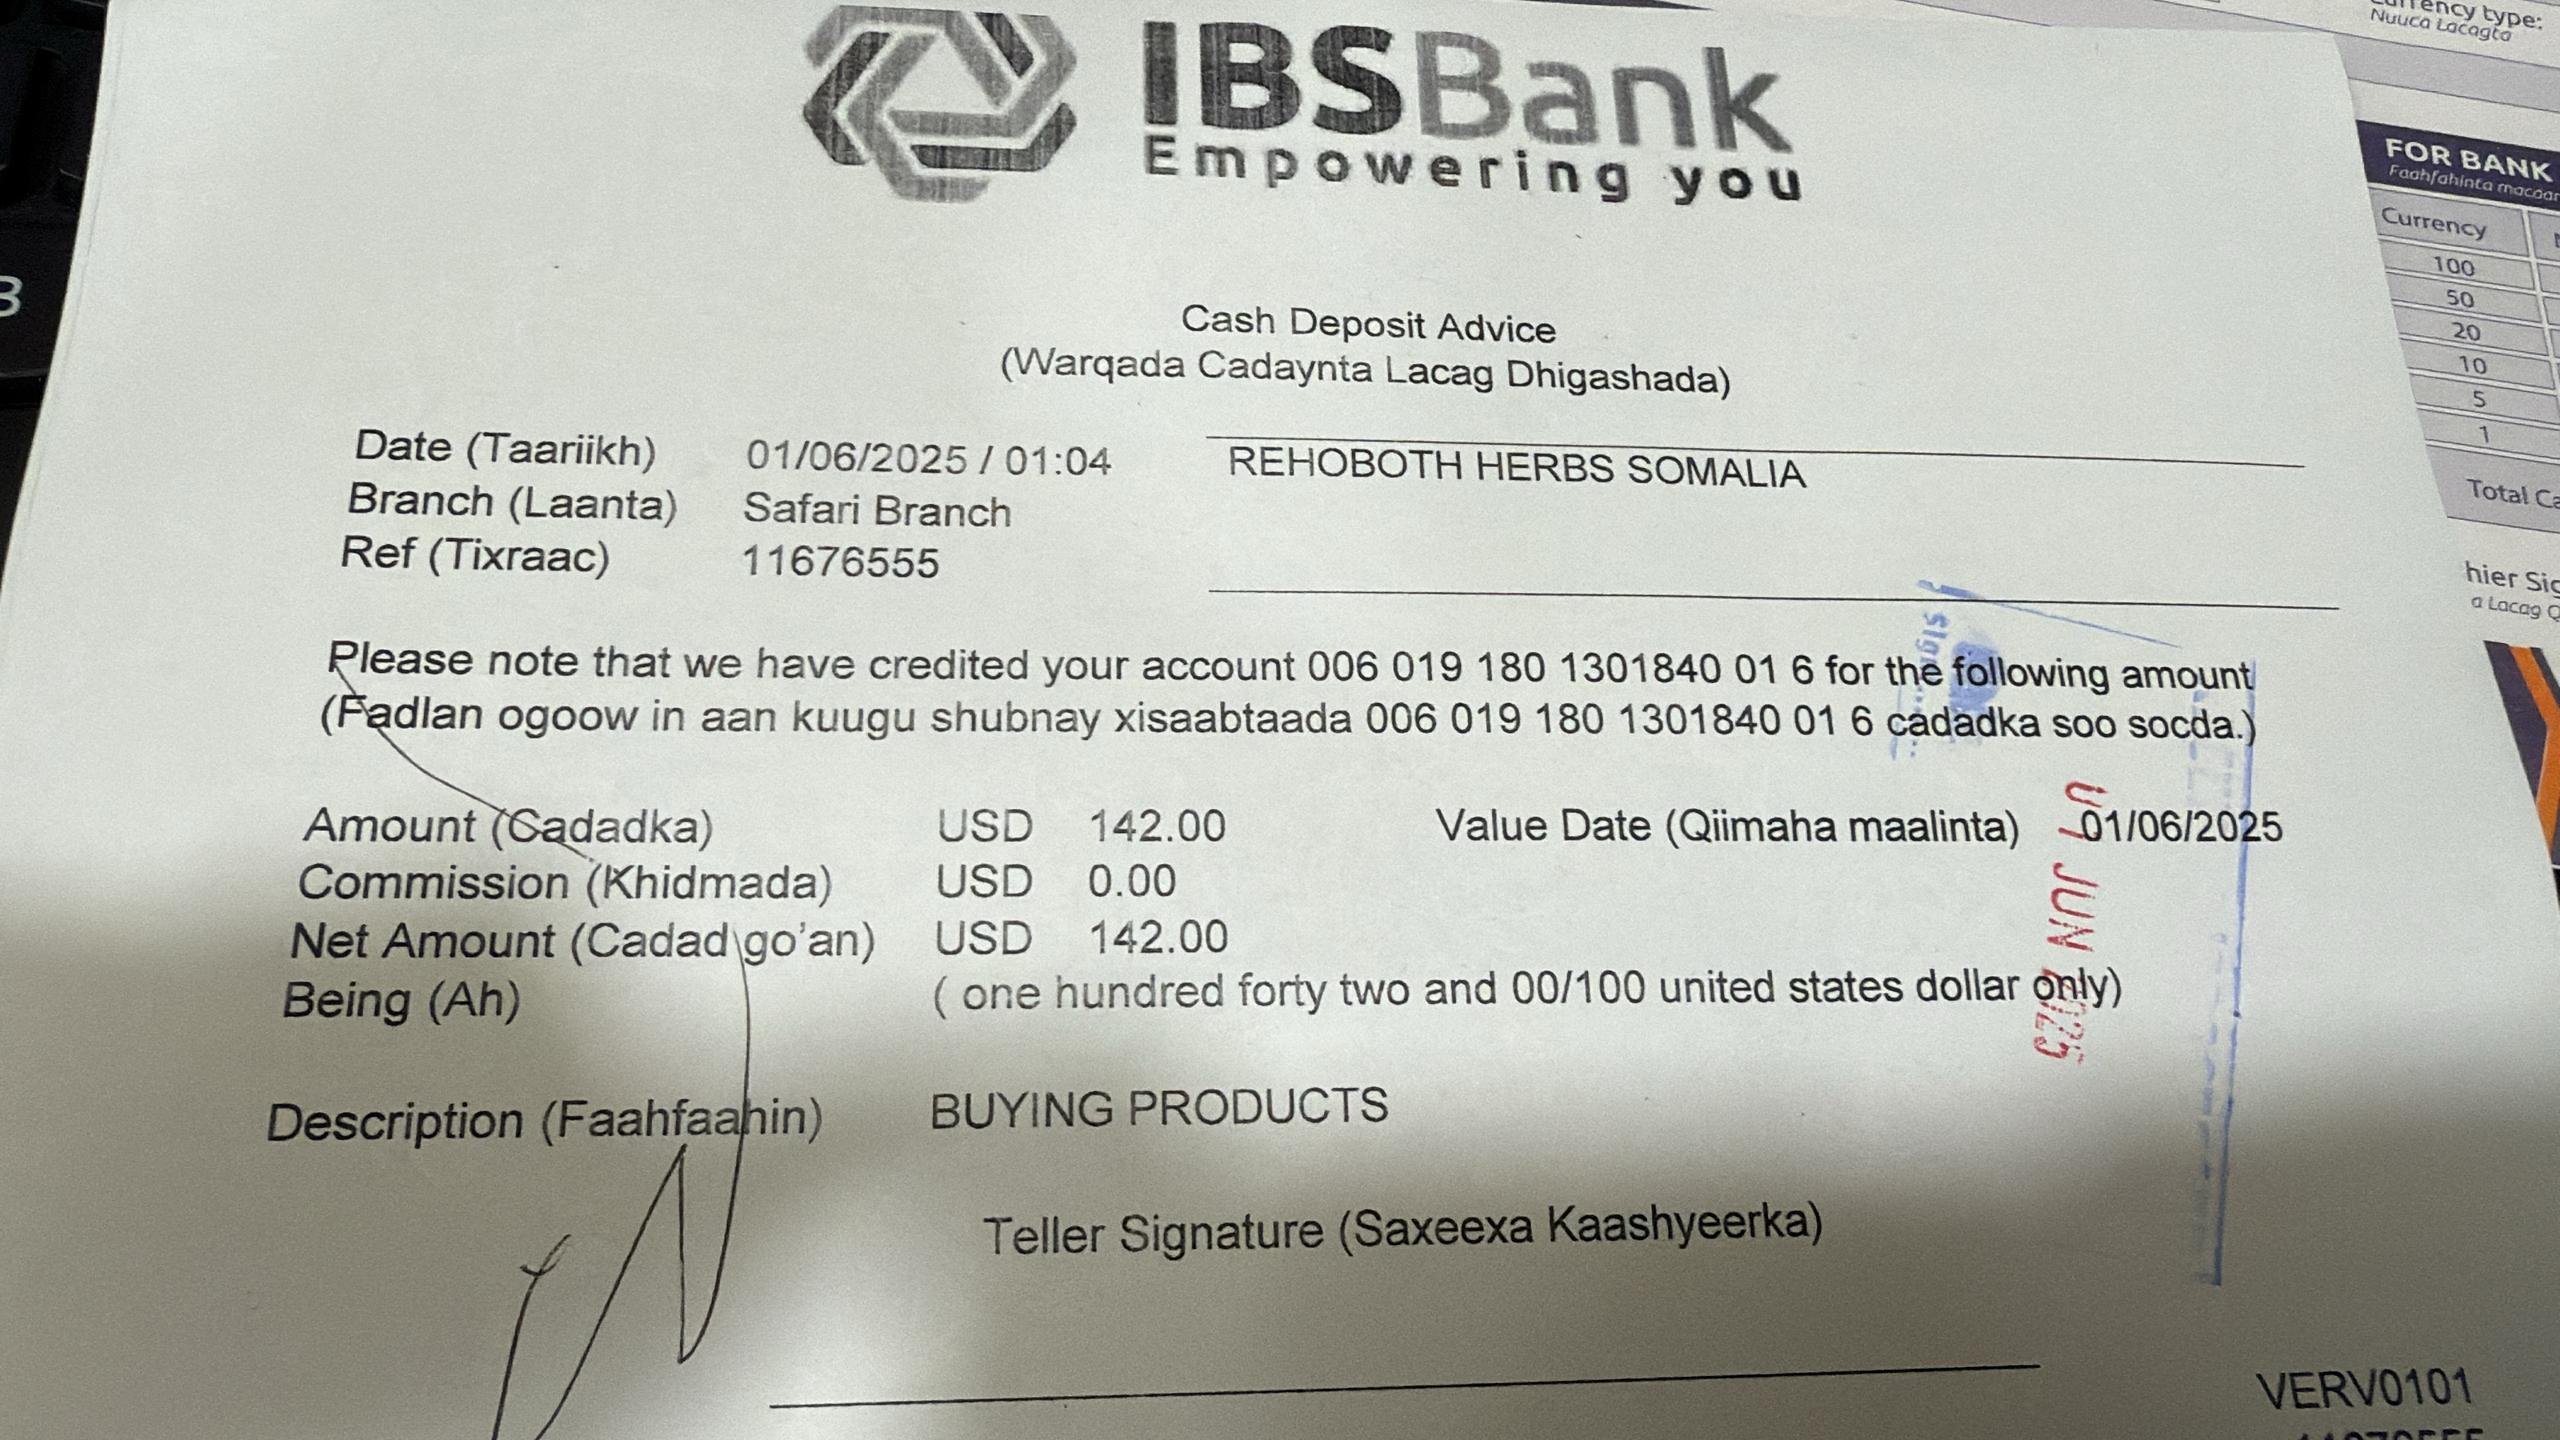 IBSBank
Empowering you
Cash Deposit Advice
(Warqada Cadaynta Lacag Dhigashada)
Date (Taariikh) 01/06/2025 / 01:04
Branch (Laanta) Safari Branch
Ref (Tixraac) 11676555
REHOBOTH HERBS SOMALIA
Please note that we have credited your account 006 019 180 1301840 01 6 for the following amount
(Fadlan ogoow in aan kuugu shubnay xisaabtaada 006 019 180 1301840 01 6 cadadka soo socda.)
Amount (Cadadka) USD 142.00 Value Date (Qiimaha maalinta) 01/06/2025
Commission (Khidmada) USD 0.00
Net Amount (Cadad go'an) USD 142.00
Being (Ah) ( one hundred forty two and 00/100 united states dollar only)
Description (Faahfaahin) BUYING PRODUCTS
Teller Signature (Saxeexa Kaashyeerka)
VERV0101
01 JUN 2025
Currency type:
Nuuca Lacagta
FOR BANK
Faahfahinta
Currency
100
50
20
10
5
1
Total
B